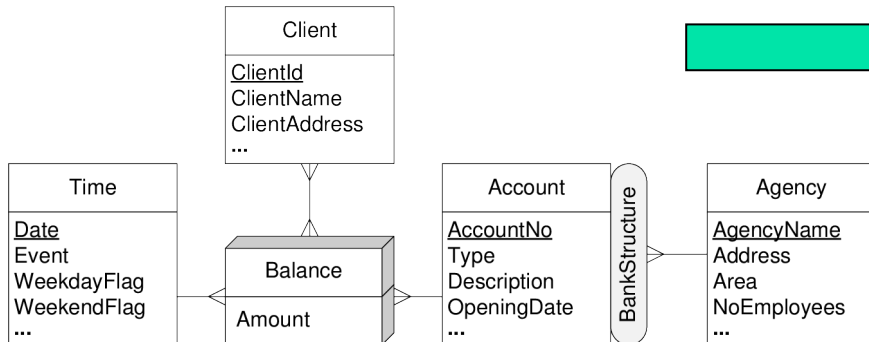 Client
ClientId
ClientName
ClientAddress
...
Time
Date
Event
WeekdayFlag
WeekendFlag
...
Balance
Amount
Account
AccountNo
Type
Description
OpeningDate
...
BankStructure
Agency
AgencyName
Address
Area
NoEmployees
...